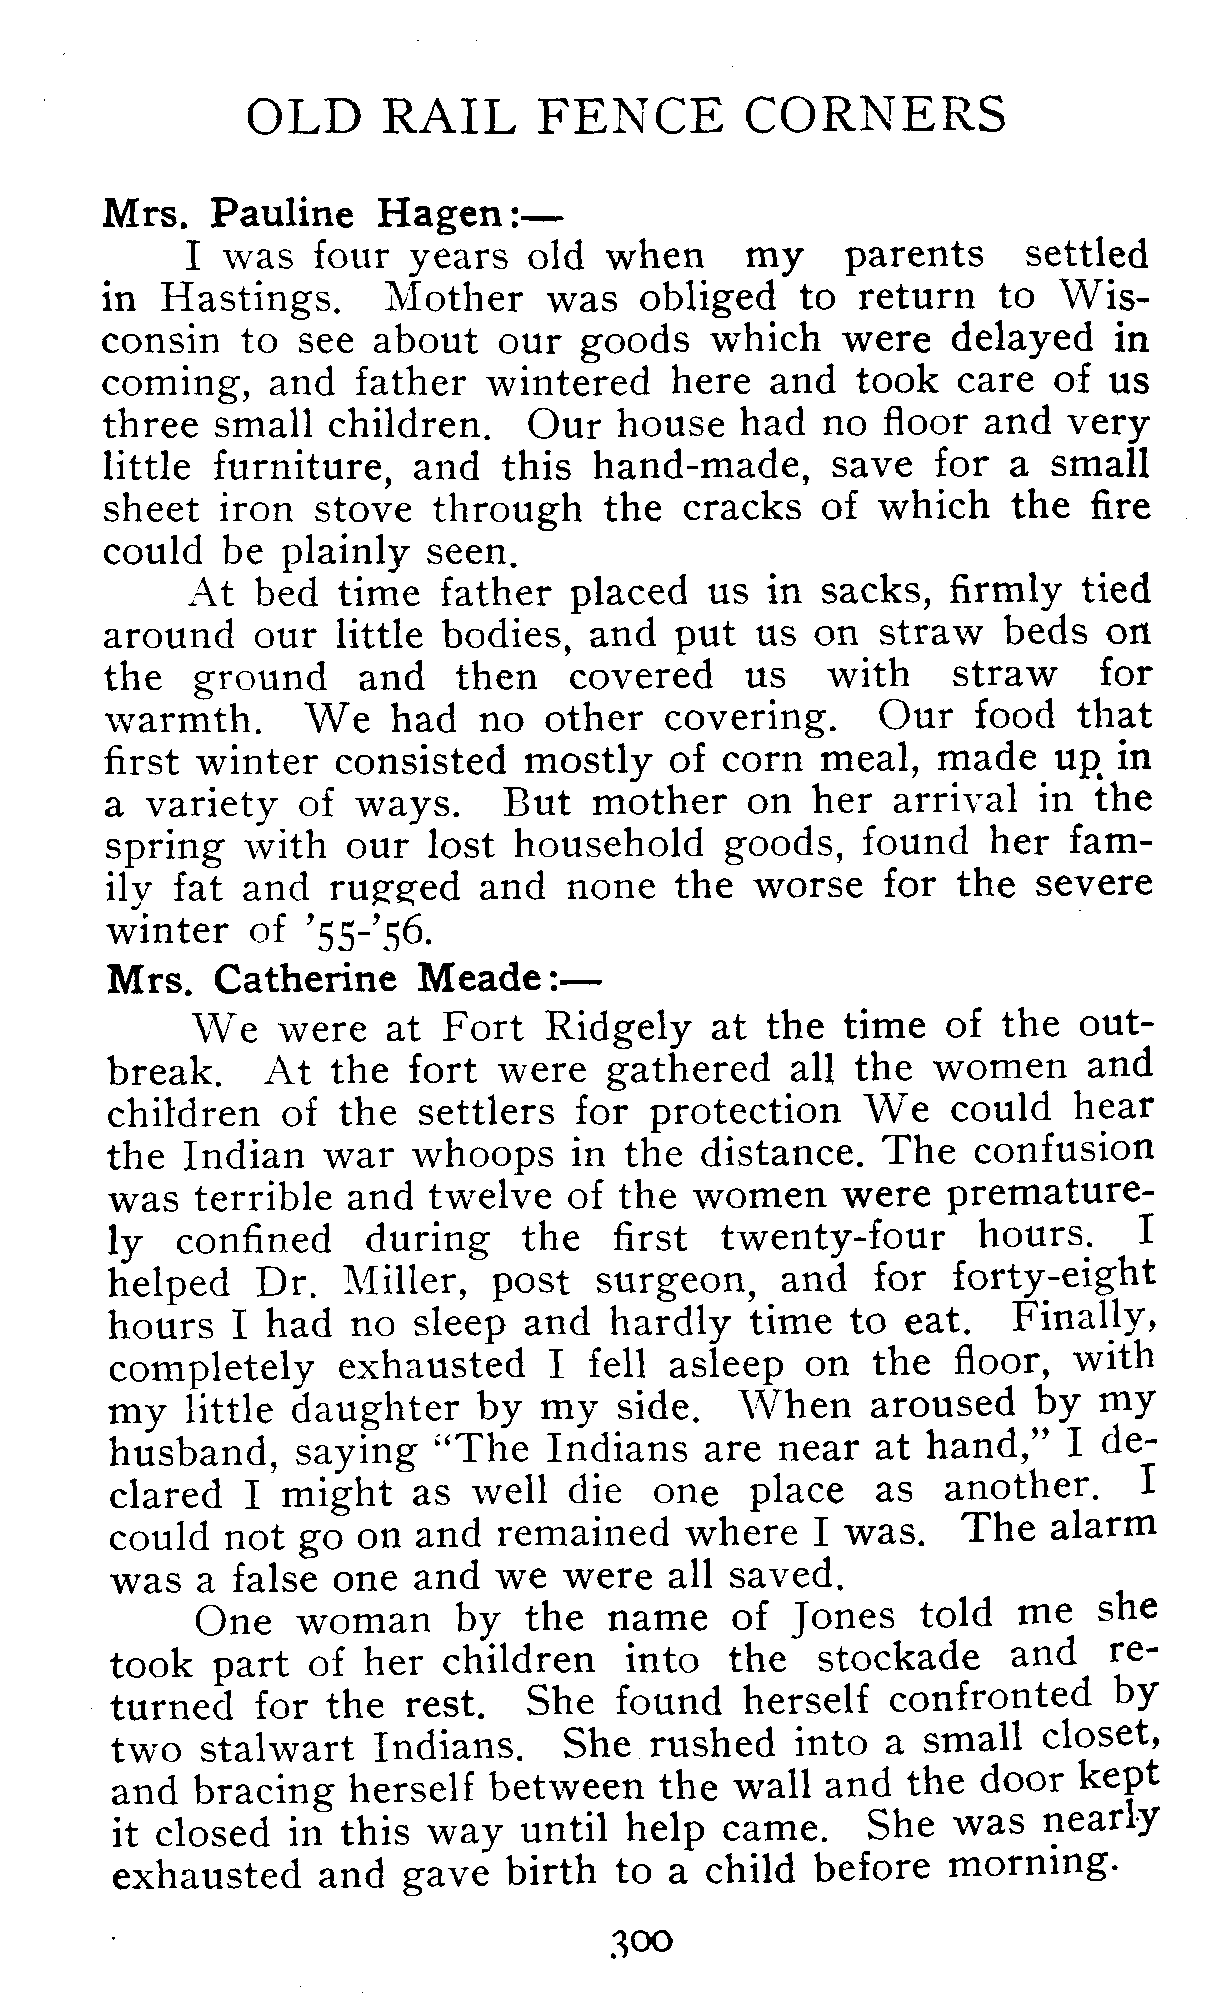 OLD RAIL FENCE CORNERS
Mrs. Pauline Hagen:—
I was four years old when my parents settled
in Hastings. Mother was obliged to return to Wis-
consin to see about our goods which were delayed in
coming, and father wintered here and took care of us
three small children. Our house had no floor and very
little furniture, and this hand-made, save for a small
sheet iron stove through the cracks of which the fire
could be plainly seen.
At bed time father placed us in sacks, firmly tied
around our little bodies, and put us on straw beds on
the ground and then covered us with straw for
warmth. We had no other covering. Our food that
first winter consisted mostly of corn meal, made up in
a variety of ways. But mother on her arrival in the
spring with our lost household goods, found her fam-
ily fat and rugged and none the worse for the severe
winter of '55-'56.
Mrs. Catherine Meade:—
We were at Fort Ridgely at the time of the out-
break. At the fort were gathered all the women and
children of the settlers for protection We could hear
the Indian war whoops in the distance. The confusion
was terrible and twelve of the women were premature-
ly confined during the first twenty-four hours. I
helped Dr. Miller, post surgeon, and for forty-eight
hours I had no sleep and hardly time to eat. Finally,
completely exhausted I fell asleep on the floor, with
my little daughter by my side. When aroused by my
husband, saying "The Indians are near at hand," I de-
clared I might as well die one place as another. I
could not go on and remained where I was. The alarm
was a false one and we were all saved.
One woman by the name of Jones told me she
took part of her children into the stockade and re-
turned for the rest. She found herself confronted by
two stalwart Indians. She rushed into a small closet,
and bracing herself between the wall and the door kept
it closed in this way until help came. She was nearly
exhausted and gave birth to a child before morning.
300